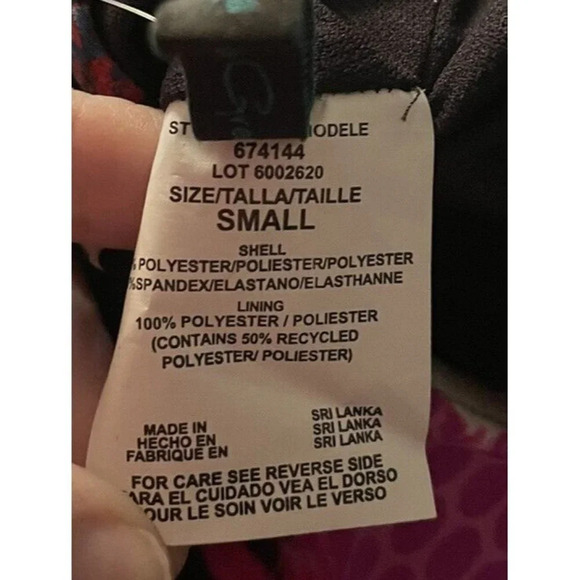 674144
LOT 6002620
SIZE/TALLA/TAILLE
SMALL
SHELL
% POLYESTER/POLIESTER/POLYESTER
%SPANDEX/ELASTANO/ELASTHANNE
LINING
100% POLYESTER / POLIESTER
(CONTAINS 50% RECYCLED
POLYESTER/ POLIESTER)
MADE IN SRI LANKA
HECHO EN SRI LANKA
FABRIQUE EN SRI LANKA
FOR CARE SEE REVERSE SIDE
ARA EL CUIDADO VEA EL DORSO
OUR LE SOIN VOIR LE VERSO